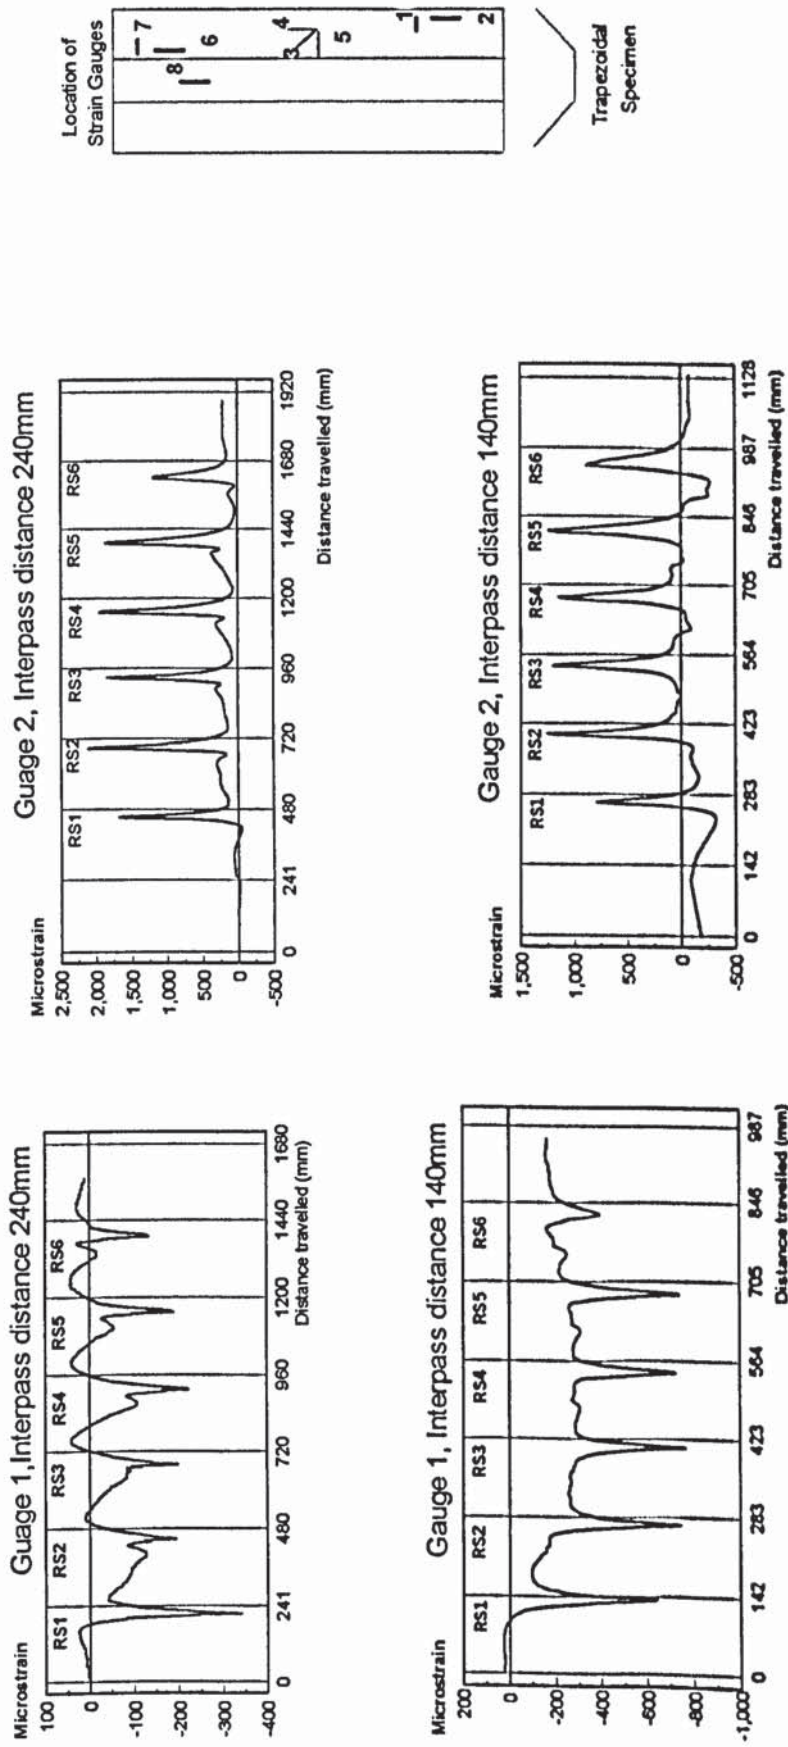 Guage 1,Interpass distance 240mm
Microstrain
100
0
-100
-200
-300
-400
RS1
RS2
RS3
RS4
RS5
RS6
0
241
480
720
960
1200
1440
1680
Distance travelled (mm)
Guage 2, Interpass distance 240mm
Microstrain
2,500
2,000
1,500
1,000
500
0
-500
RS1
RS2
RS3
RS4
RS5
RS6
0
241
480
720
960
1200
1440
1680
1920
Distance travelled (mm)
Location of
Strain Gauges
7
6
8
4
3
5
1
2
Gauge 1, Interpass distance 140mm
Microstrain
200
0
-200
-400
-600
-800
-1,000
RS1
RS2
RS3
RS4
RS5
RS6
0
142
283
423
564
705
846
987
Distance travelled (mm)
Gauge 2, Interpass distance 140mm
Microstrain
1,500
1,000
500
0
-500
RS1
RS2
RS3
RS4
RS5
RS6
0
142
283
423
564
705
846
987
1128
Distance travelled (mm)
Trapezoidal
Specimen